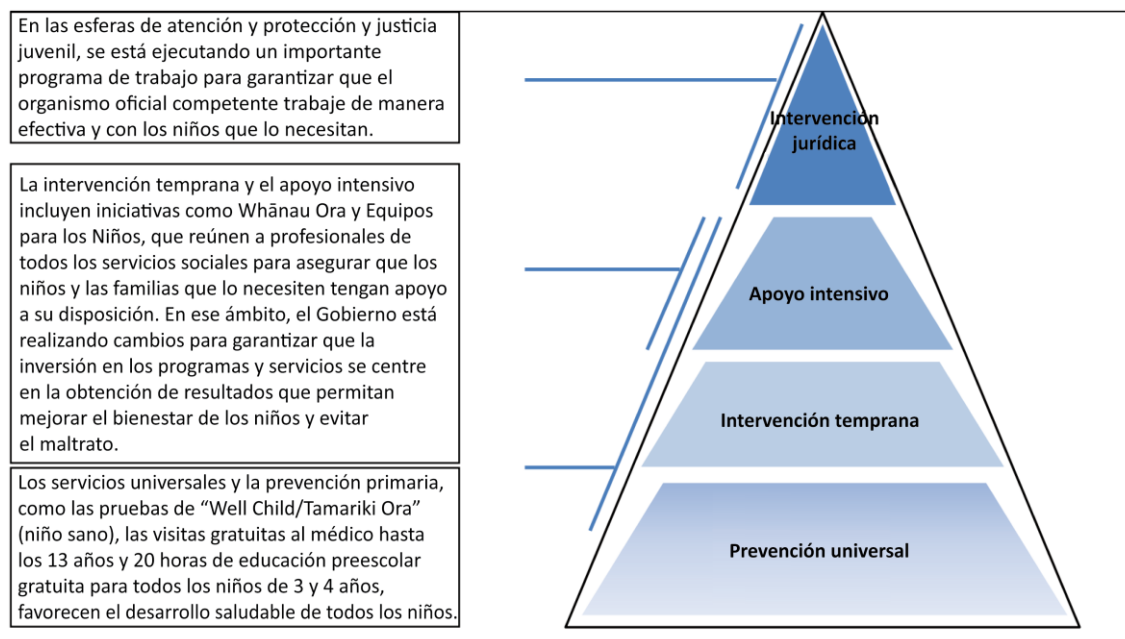 En las esferas de atención y protección y justicia
juvenil, se está ejecutando un importante
programa de trabajo para garantizar que el
organismo oficial competente trabaje de manera
efectiva y con los niños que lo necesitan.
La intervención temprana y el apoyo intensivo
incluyen iniciativas como Whānau Ora y Equipos
para los Niños, que reúnen a profesionales de
todos los servicios sociales para asegurar que los
niños y las familias que lo necesiten tengan apoyo
a su disposición. En ese ámbito, el Gobierno está
realizando cambios para garantizar que la
inversión en los programas y servicios se centre
en la obtención de resultados que permitan
mejorar el bienestar de los niños y evitar
el maltrato.
Los servicios universales y la prevención primaria,
como las pruebas de “Well Child/Tamariki Ora”
(niño sano), las visitas gratuitas al médico hasta
los 13 años y 20 horas de educación preescolar
gratuita para todos los niños de 3 y 4 años,
favorecen el desarrollo saludable de todos los niños.
Intervención
jurídica
Apoyo intensivo
Intervención temprana
Prevención universal